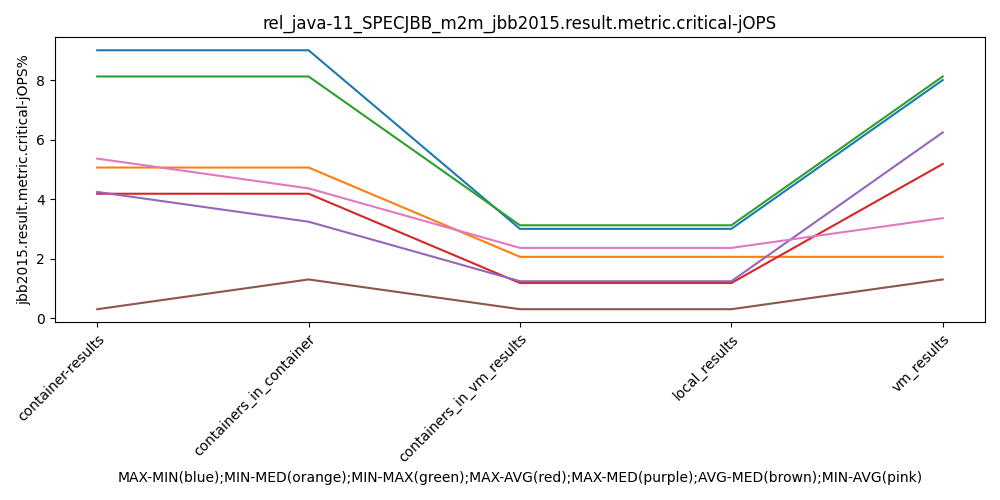 rel_java-11_SPECJBB_m2m_jbb2015.result.metric.critical-jOPS
jbb2015.result.metric.critical-jOPS%
8
6
4
2
0
container-results
containers_in_container
containers_in_vm_results
local_results
vm_results
MAX-MIN(blue);MIN-MED(orange);MIN-MAX(green);MAX-AVG(red);MAX-MED(purple);AVG-MED(brown);MIN-AVG(pink)